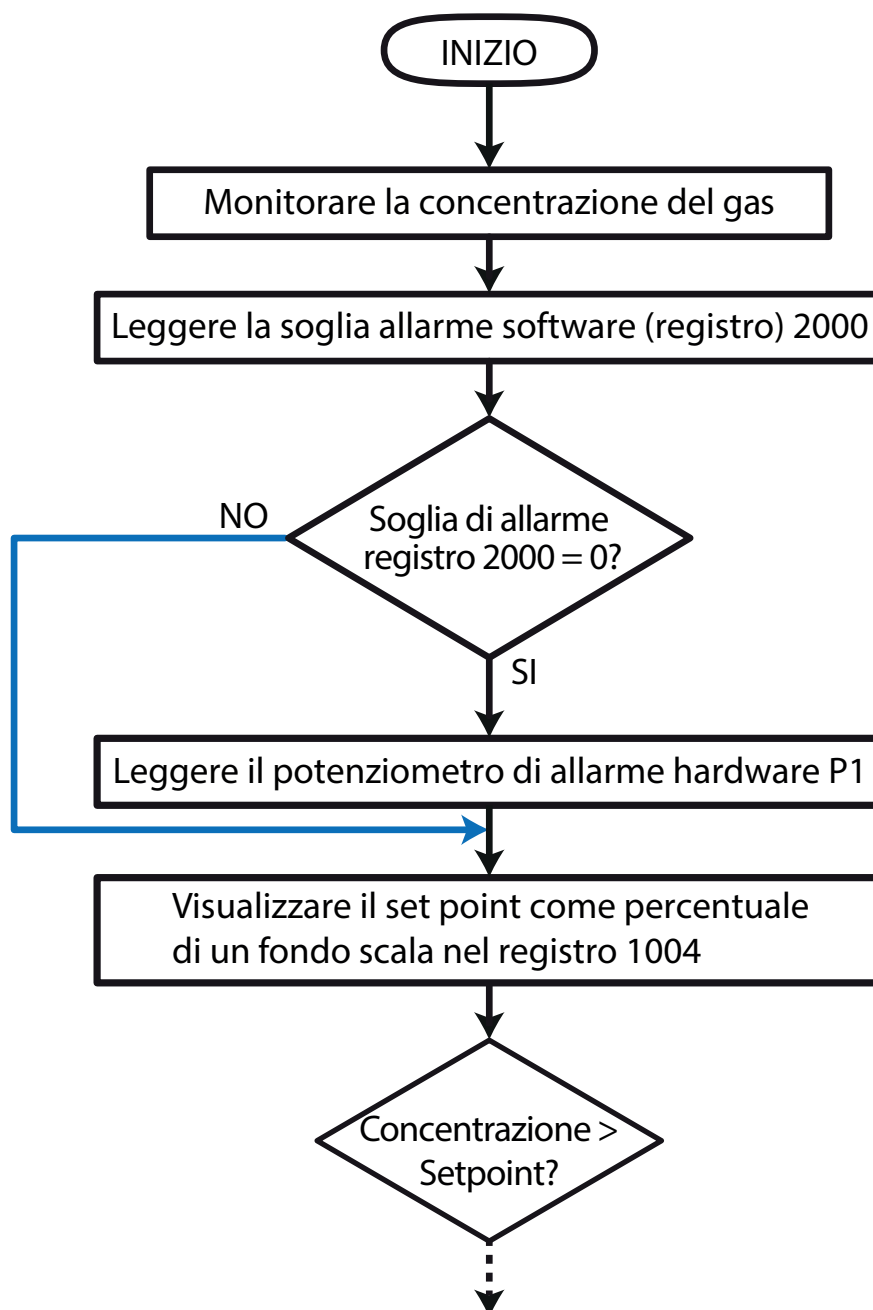 INIZIO
Monitorare la concentrazione del gas
Leggere la soglia allarme software (registro) 2000
NO
Soglia di allarme
registro 2000 = 0?
SI
Leggere il potenziometro di allarme hardware P1
Visualizzare il set point come percentuale
di un fondo scala nel registro 1004
Concentrazione >
Setpoint?